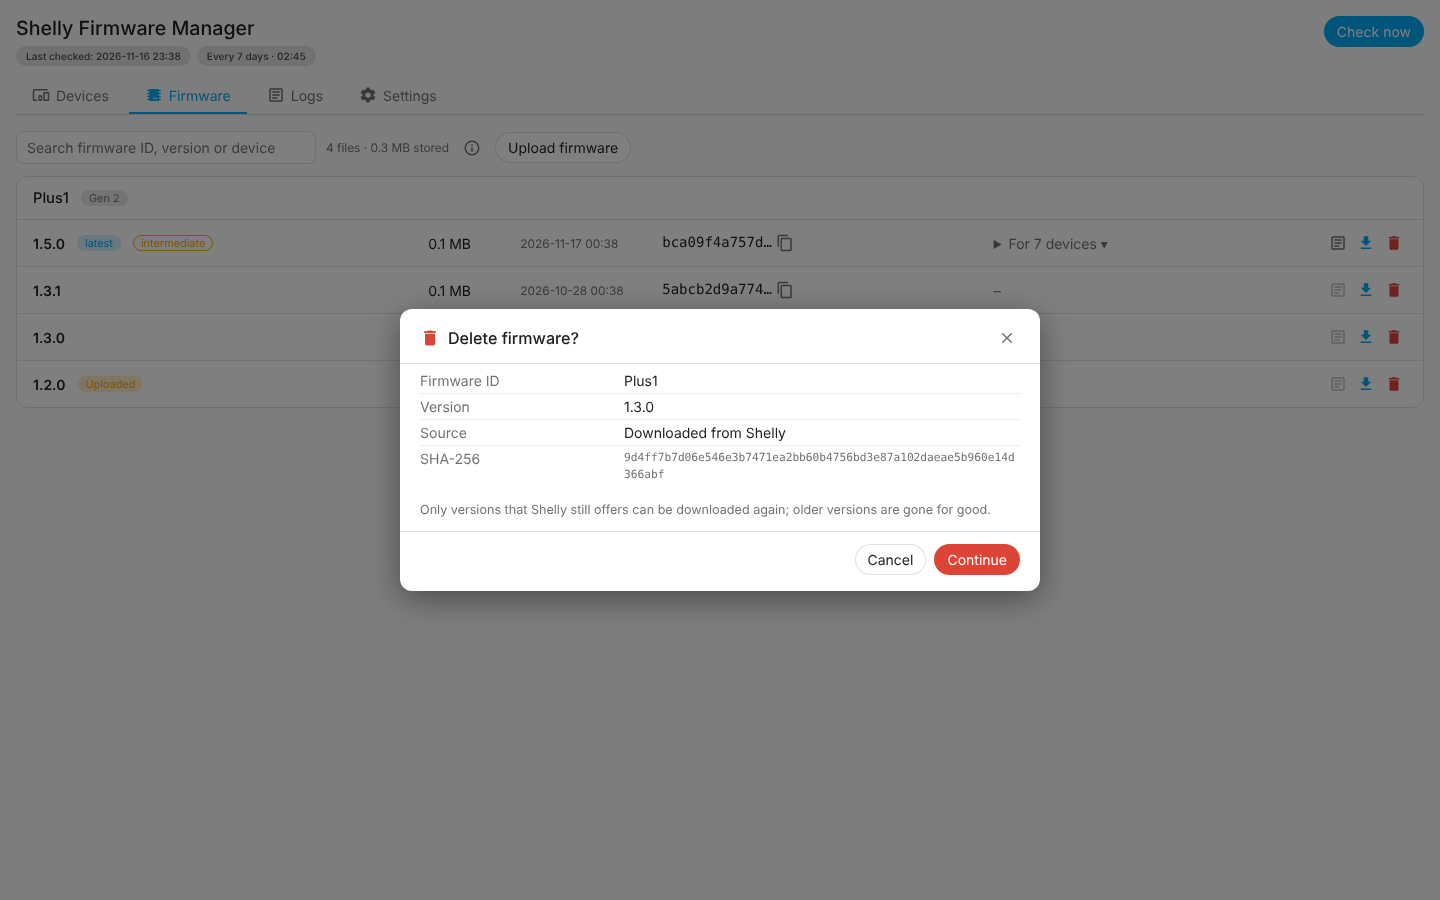 Shelly Firmware Manager
Check now
Last checked: 2026-11-16 23:38
Every 7 days · 02:45
Devices
Firmware
Logs
Settings
Search firmware ID, version or device
4 files · 0.3 MB stored
Upload firmware
Plus1 Gen 2
1.5.0 latest intermediate 0.1 MB 2026-11-17 00:38 bca09f4a757d… ▶ For 7 devices ▾
1.3.1 0.1 MB 2026-10-28 00:38 5abcb2d9a774… –
1.3.0
1.2.0 Uploaded
Delete firmware?
Firmware ID Plus1
Version 1.3.0
Source Downloaded from Shelly
SHA-256 9d4ff7b7d06e546e3b7471ea2bb60b4756bd3e87a102daeae5b960e14d
366abf
Only versions that Shelly still offers can be downloaded again; older versions are gone for good.
Cancel
Continue